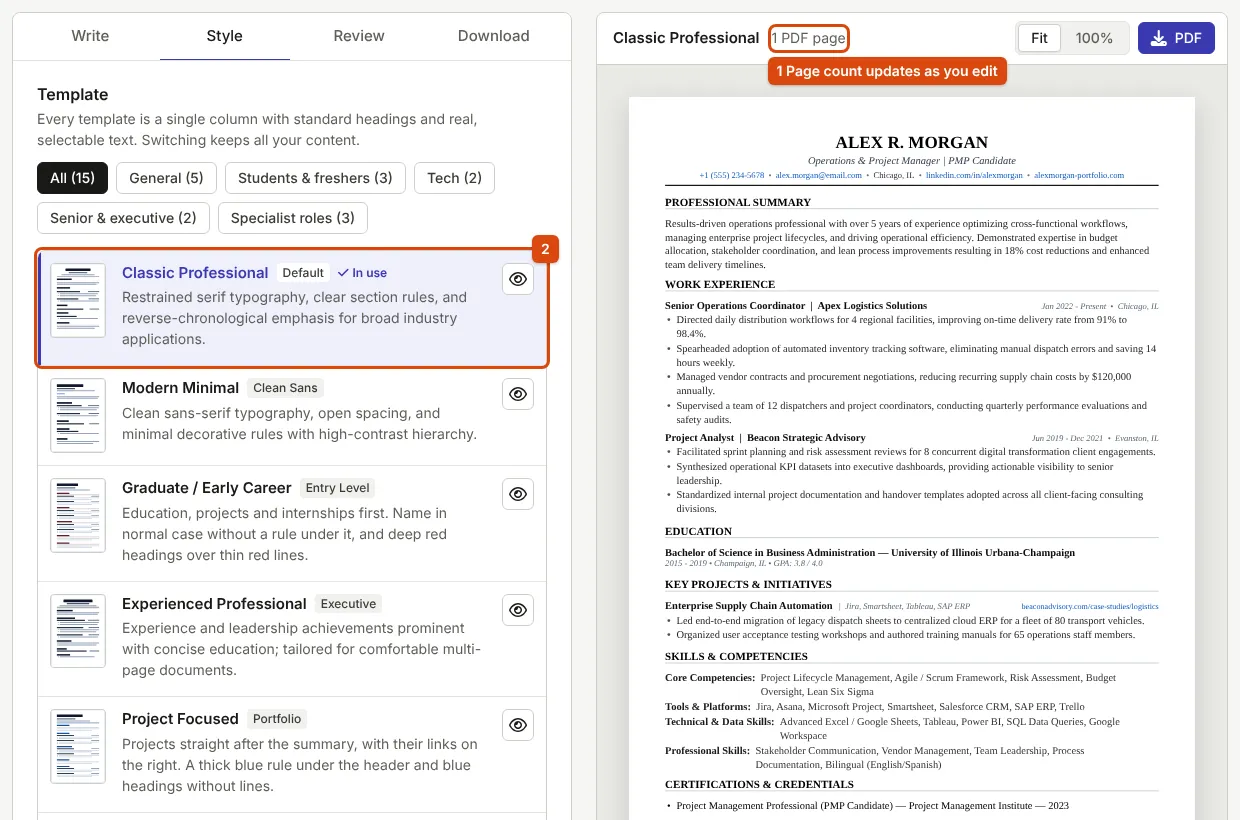 Write
Style
Review
Download
Template
Every template is a single column with standard headings and real,
selectable text. Switching keeps all your content.
All (15)
General (5)
Students & freshers (3)
Tech (2)
Senior & executive (2)
Specialist roles (3)
2
Classic Professional Default In use
Restrained serif typography, clear section rules, and
reverse-chronological emphasis for broad industry
applications.
Modern Minimal Clean Sans
Clean sans-serif typography, open spacing, and
minimal decorative rules with high-contrast hierarchy.
Graduate / Early Career Entry Level
Education, projects and internships first. Name in
normal case without a rule under it, and deep red
headings over thin red lines.
Experienced Professional Executive
Experience and leadership achievements prominent
with concise education; tailored for comfortable multi-
page documents.
Project Focused Portfolio
Projects straight after the summary, with their links on
the right. A thick blue rule under the header and blue
headings without lines.
Classic Professional 1 PDF page
Fit
100%
PDF
1 Page count updates as you edit
ALEX R. MORGAN
Operations & Project Manager | PMP Candidate
+1 (555) 234-5678 • alex.morgan@email.com • Chicago, IL • linkedin.com/in/alexmorgan • alexmorgan-portfolio.com
PROFESSIONAL SUMMARY
Results-driven operations professional with over 5 years of experience optimizing cross-functional workflows,
managing enterprise project lifecycles, and driving operational efficiency. Demonstrated expertise in budget
allocation, stakeholder coordination, and lean process improvements resulting in 18% cost reductions and enhanced
team delivery timelines.
WORK EXPERIENCE
Senior Operations Coordinator | Apex Logistics Solutions Jan 2022 - Present • Chicago, IL
• Directed daily distribution workflows for 4 regional facilities, improving on-time delivery rate from 91% to
98.4%.
• Spearheaded adoption of automated inventory tracking software, eliminating manual dispatch errors and saving 14
hours weekly.
• Managed vendor contracts and procurement negotiations, reducing recurring supply chain costs by $120,000
annually.
• Supervised a team of 12 dispatchers and project coordinators, conducting quarterly performance evaluations and
safety audits.
Project Analyst | Beacon Strategic Advisory Jun 2019 - Dec 2021 • Evanston, IL
• Facilitated sprint planning and risk assessment reviews for 8 concurrent digital transformation client engagements.
• Synthesized operational KPI datasets into executive dashboards, providing actionable visibility to senior
leadership.
• Standardized internal project documentation and handover templates adopted across all client-facing consulting
divisions.
EDUCATION
Bachelor of Science in Business Administration — University of Illinois Urbana-Champaign
2015 - 2019 • Champaign, IL • GPA: 3.8 / 4.0
KEY PROJECTS & INITIATIVES
Enterprise Supply Chain Automation | Jira, Smartsheet, Tableau, SAP ERP beaconadvisory.com/case-studies/logistics
• Led end-to-end migration of legacy dispatch sheets to centralized cloud ERP for a fleet of 80 transport vehicles.
• Organized user acceptance testing workshops and authored training manuals for 65 operations staff members.
SKILLS & COMPETENCIES
Core Competencies: Project Lifecycle Management, Agile / Scrum Framework, Risk Assessment, Budget
Oversight, Lean Six Sigma
Tools & Platforms: Jira, Asana, Microsoft Project, Smartsheet, Salesforce CRM, SAP ERP, Trello
Technical & Data Skills: Advanced Excel / Google Sheets, Tableau, Power BI, SQL Data Queries, Google
Workspace
Professional Skills: Stakeholder Communication, Vendor Management, Team Leadership, Process
Documentation, Bilingual (English/Spanish)
CERTIFICATIONS & CREDENTIALS
• Project Management Professional (PMP Candidate) — Project Management Institute — 2023